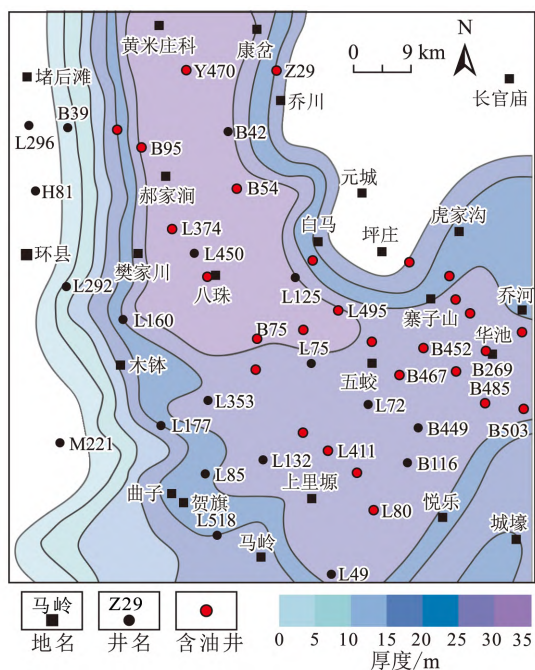 黄米庄科
康岔
N
0 9 km
Y470
Z29
堵后滩
乔川
长官庙
B39
L296
B42
B95
H81
郝家涧
B54
元城
L374
白马
虎家沟
环县
L450
坪庄
樊家川
八珠
L292
L125
乔河
L160
L495
寨子山
B75
华池
木钵
L75
B452
五蛟
B269
B467
B485
L353
L72
B503
L177
B449
M221
L411
L132
B116
L85
曲子
贺旗
上里塬
悦乐
L80
L518
城壕
马岭
L49
马岭
地名
Z29
井名
含油井
0 5 10 15 20 25 30 35
厚度/m